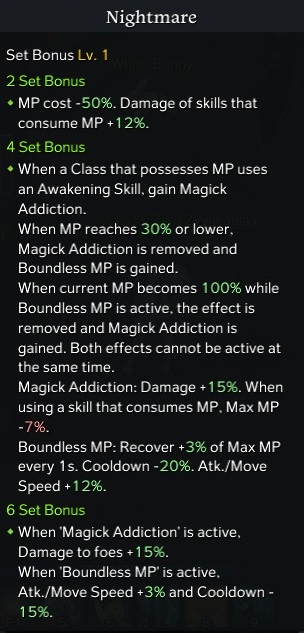 Nightmare
Set Bonus Lv. 1
2 Set Bonus
MP cost -50%. Damage of skills that
consume MP +12%.
4 Set Bonus
When a Class that possesses MP uses
an Awakening Skill, gain Magick
Addiction.
When MP reaches 30% or lower,
Magick Addiction is removed and
Boundless MP is gained.
When current MP becomes 100% while
Boundless MP is active, the effect is
removed and Magick Addiction is
gained. Both effects cannot be active at
the same time.
Magick Addiction: Damage +15%. When
using a skill that consumes MP, Max MP
-7%.
Boundless MP: Recover +3% of Max MP
every 1s. Cooldown -20%. Atk./Move
Speed +12%.
6 Set Bonus
When 'Magick Addiction' is active,
Damage to foes +15%.
When 'Boundless MP' is active,
Atk./Move Speed +3% and Cooldown -
15%.